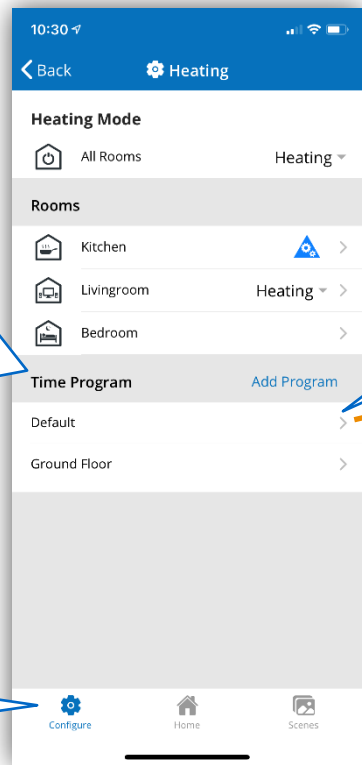 10:30
Back Heating
Heating Mode
All Rooms Heating
Rooms
Kitchen
Livingroom Heating
Bedroom
Time Program Add Program
Default
Ground Floor
Configure Home Scenes